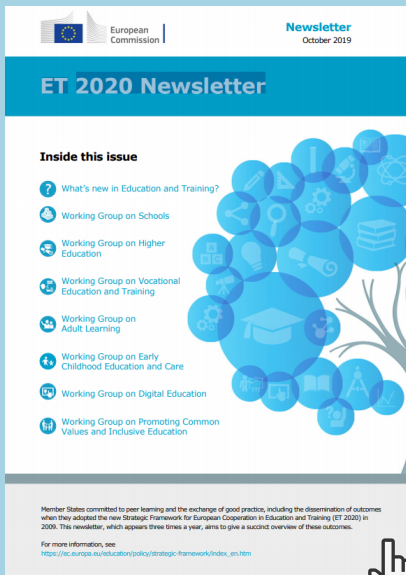 European
Commission
Newsletter
October 2019
ET 2020 Newsletter
Inside this issue
What's new in Education and Training?
Working Group on Schools
Working Group on Higher
Education
Working Group on Vocational
Education and Training
Working Group on
Adult Learning
Working Group on Early
Childhood Education and Care
Working Group on Digital Education
Working Group on Promoting Common
Values and Inclusive Education
Member States committed to peer learning and the exchange of good practice, including the dissemination of outcomes
when they adopted the new Strategic Framework for European Cooperation in Education and Training (ET 2020) in
2009. This newsletter, which appears three times a year, aims to give a succinct overview of these outcomes.
For more information, see
https://ec.europa.eu/education/policy/strategic-framework/index_en.htm